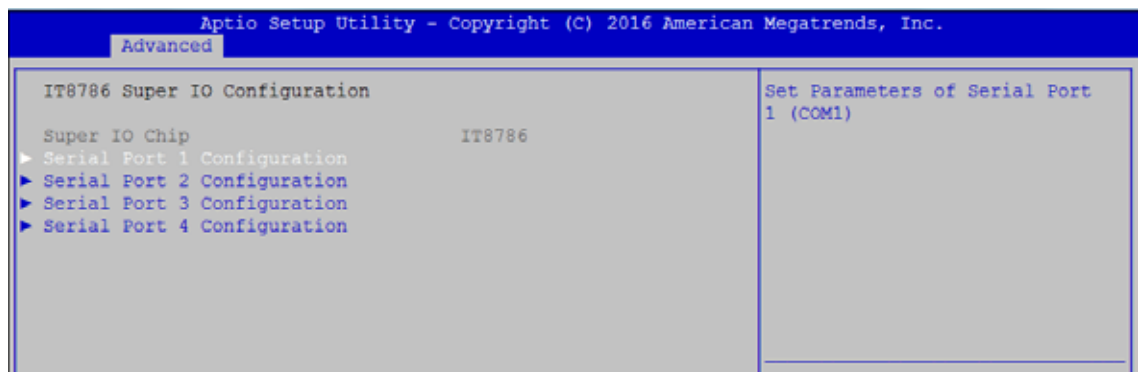 Aptio Setup Utility - Copyright (C) 2016 American Megatrends, Inc.
Advanced
IT8786 Super IO Configuration
Super IO Chip IT8786
► Serial Port 1 Configuration
► Serial Port 2 Configuration
► Serial Port 3 Configuration
► Serial Port 4 Configuration
Set Parameters of Serial Port
1 (COM1)